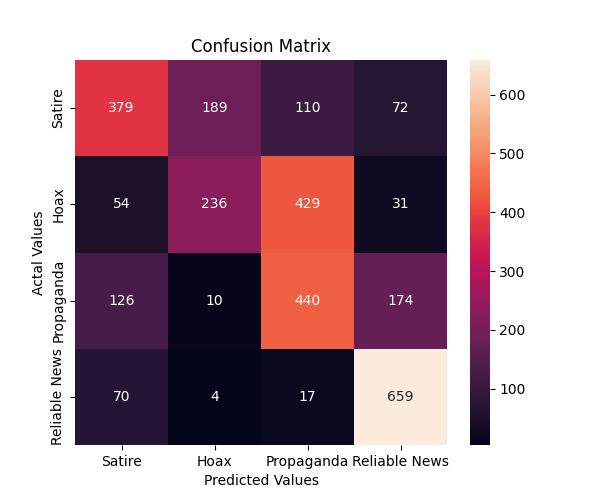 Confusion Matrix
Satire
379 189 110 72
600
500
Hoax
54 236 429 31
400
Actal Values
300
Propaganda
126 10 440 174
200
Reliable News
70 4 17 659
100
Satire Hoax Propaganda Reliable News
Predicted Values